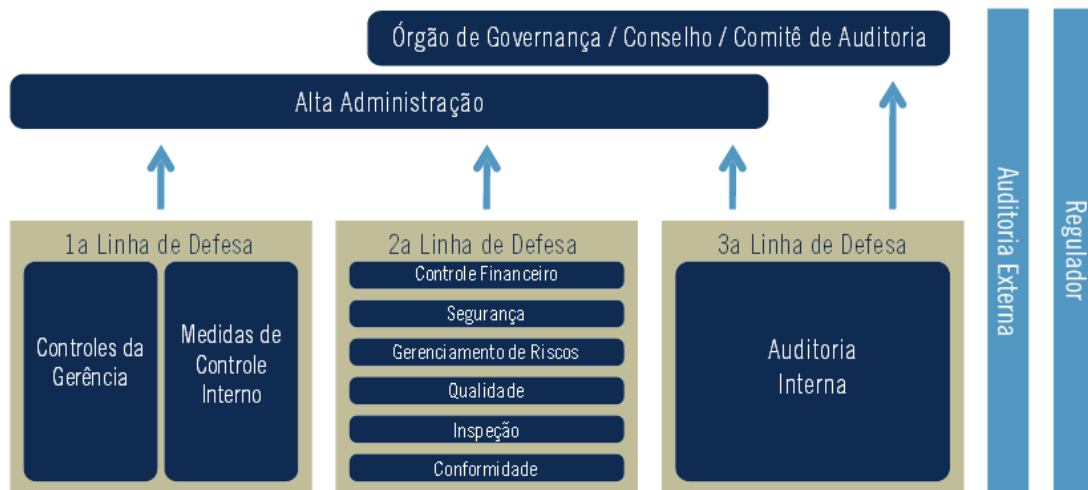 Órgão de Governança / Conselho / Comitê de Auditoria
Alta Administração
1a Linha de Defesa
Controles da
Gerência
Medidas de
Controle
Interno
2a Linha de Defesa
Controle Financeiro
Segurança
Gerenciamento de Riscos
Qualidade
Inspeção
Conformidade
3a Linha de Defesa
Auditoria
Interna
Auditoria Externa
Regulador